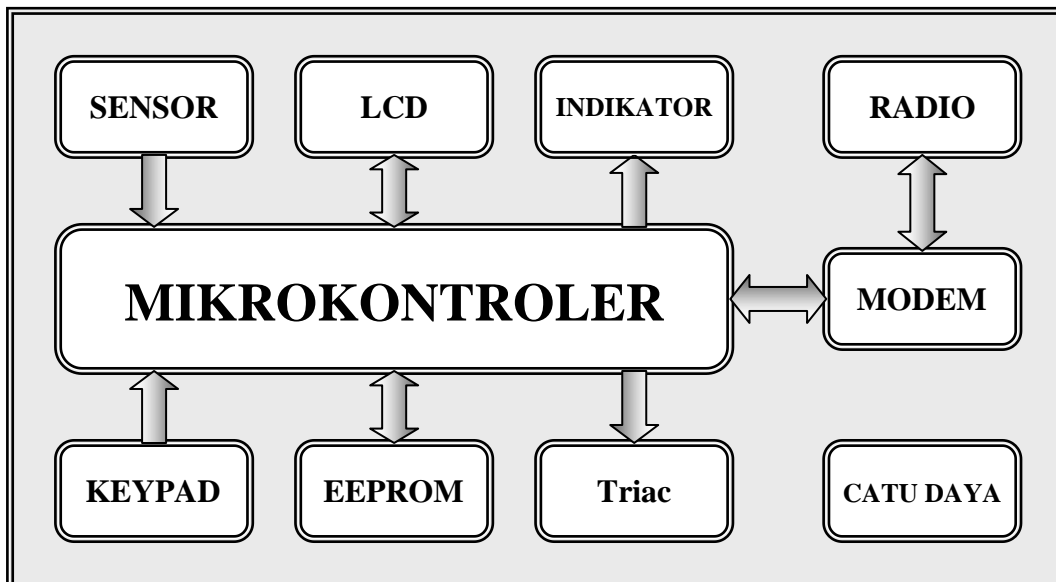 SENSOR
LCD
INDIKATOR
RADIO
MIKROKONTROLER
MODEM
KEYPAD
EEPROM
Triac
CATU DAYA